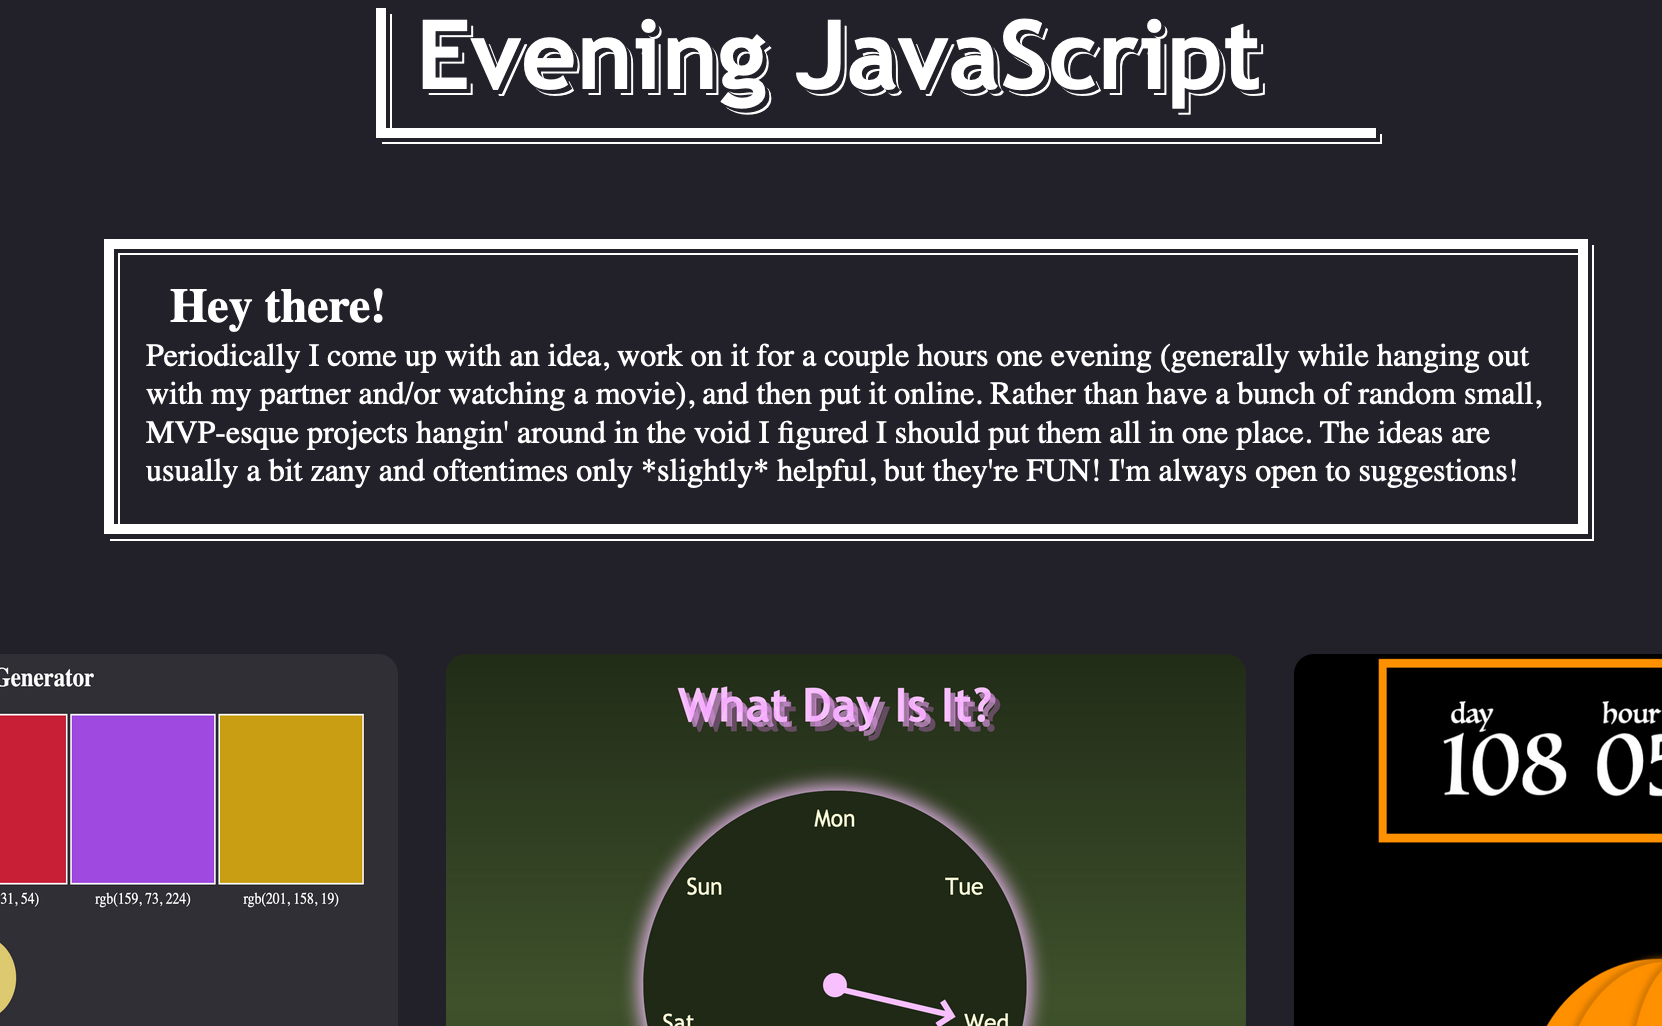 Evening JavaScript
Hey there!
Periodically I come up with an idea, work on it for a couple hours one evening (generally while hanging out
with my partner and/or watching a movie), and then put it online. Rather than have a bunch of random small,
MVP-esque projects hangin' around in the void I figured I should put them all in one place. The ideas are
usually a bit zany and oftentimes only *slightly* helpful, but they're FUN! I'm always open to suggestions!
Generator
31, 54)
rgb(159, 73, 224)
rgb(201, 158, 19)
What Day Is It?
Mon
Sun
Tue
Sat
Wed
day
hour
108
05